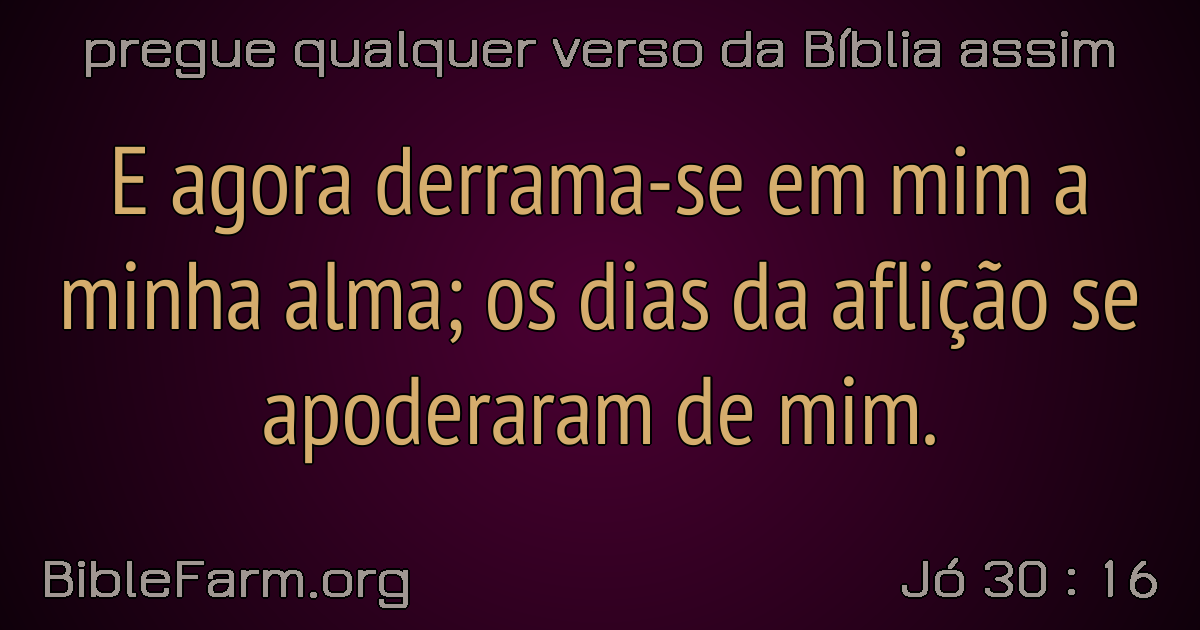 pregue qualquer verso da Bíblia assim
E agora derrama-se em mim a
minha alma; os dias da aflição se
apoderaram de mim.
BibleFarm.org
Jó 30 : 16